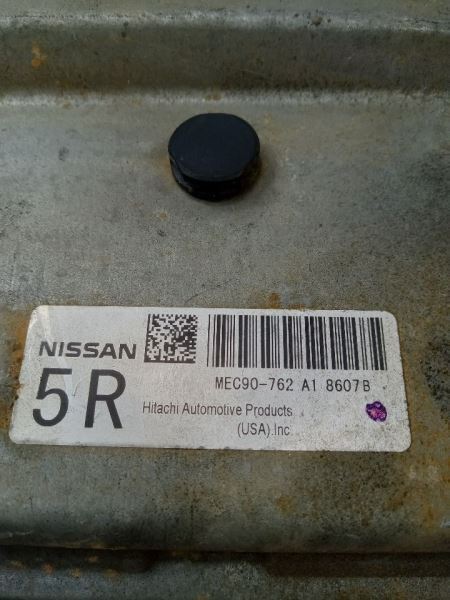 NISSAN
5R
MEC90-762 A1 8607B
Hitachi Automotive Products
(USA).Inc